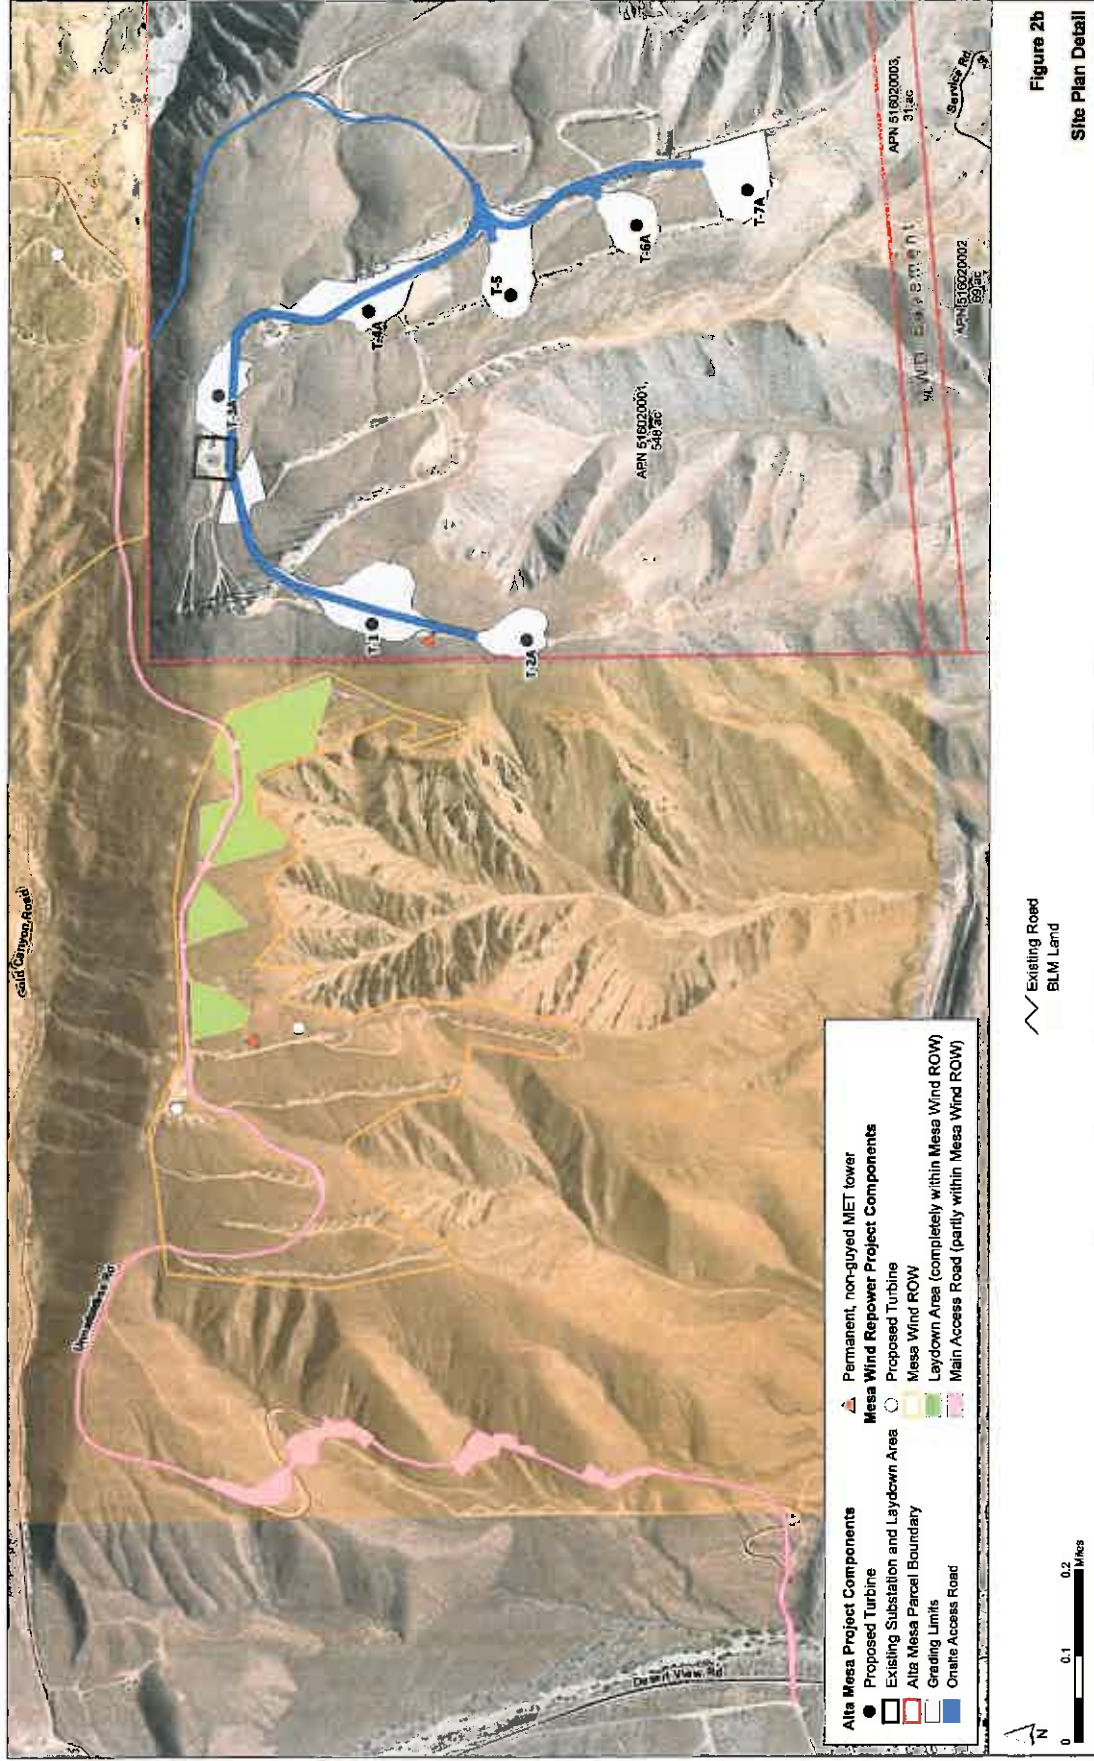 Gold Canyon Road
T-1
T-2A
T-4A
T-5
T-6A
T-7A
APN 516020001,
548 ac
APN 516020003,
31 ac
APN 516020002
69 ac
Easement
Service Rd
Desert View Rd
Alta Mesa Project Components
Proposed Turbine
Existing Substation and Laydown Area
Alta Mesa Parcel Boundary
Grading Limits
Onsite Access Road
Permanent, non-guyed MET tower
Mesa Wind Repower Project Components
Proposed Turbine
Mesa Wind ROW
Laydown Area (completely within Mesa Wind ROW)
Main Access Road (partly within Mesa Wind ROW)
Existing Road
BLM Land
N
0 0.1 0.2
Miles
Figure 2b
Site Plan Detail